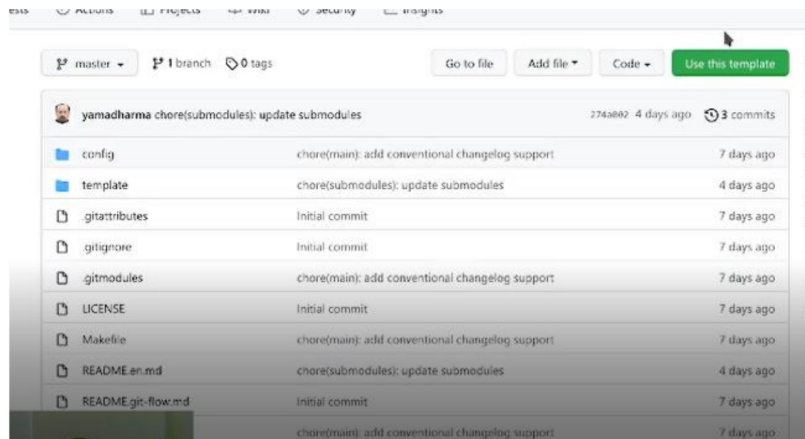 Actions Projects Wiki Security Insights
master 1 branch 0 tags Go to file Add file Code Use this template
yamadharma chore(submodules): update submodules 274a002 4 days ago 3 commits
config chore(main): add conventional changelog support 7 days ago
template chore(submodules): update submodules 4 days ago
.gitattributes Initial commit 7 days ago
.gitignore Initial commit 7 days ago
.gitmodules chore(main): add conventional changelog support 7 days ago
LICENSE Initial commit 7 days ago
Makefile chore(main): add conventional changelog support 7 days ago
README.en.md chore(submodules): update submodules 4 days ago
README.git-flow.md Initial commit 7 days ago
chore(main): add conventional changelog support 7 days ago